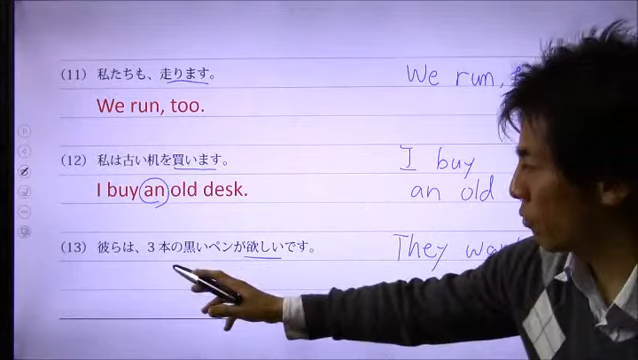 (11) 私たちも、走ります。 We run,
We run, too.
(12) 私は古い机を買います。 I buy
I buy an old desk. an old
(13) 彼らは、3本の黒いペンが欲しいです。 They